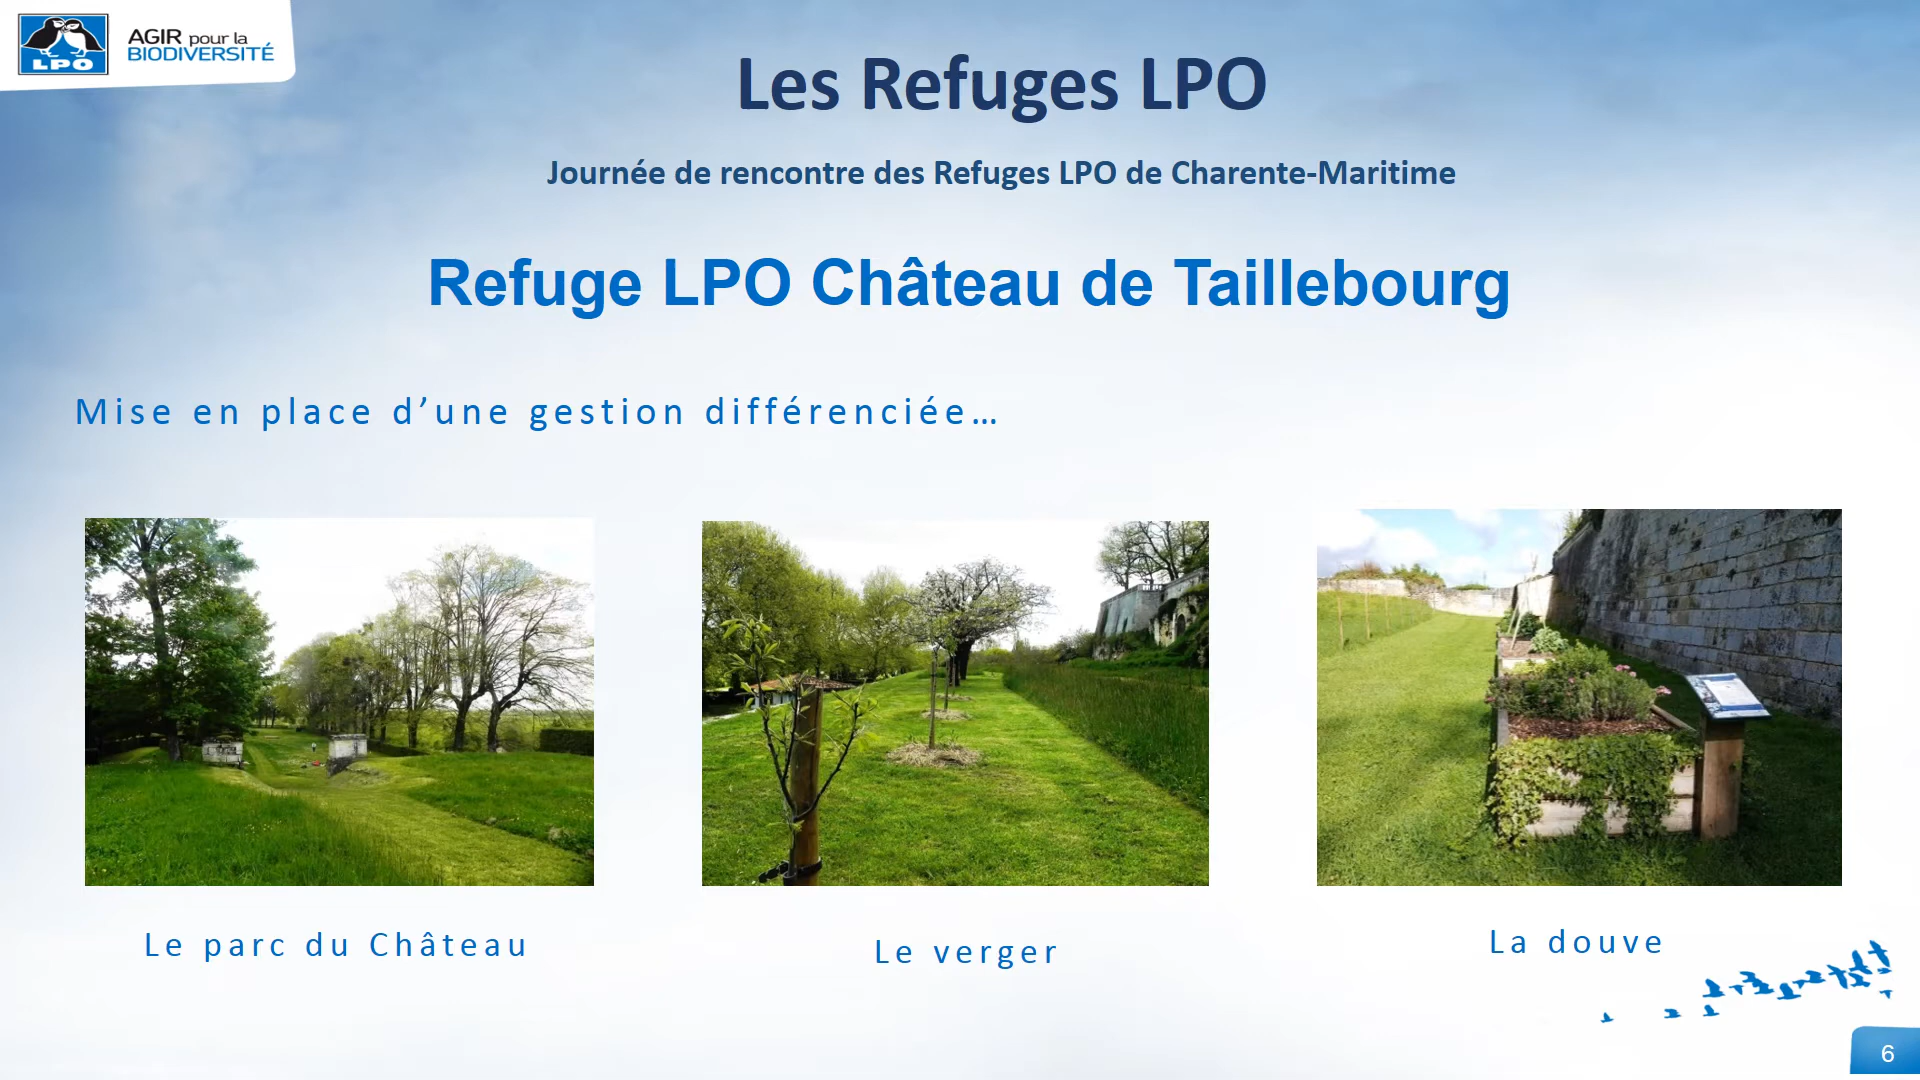 LPO
AGIR pour la
BIODIVERSITÉ
Les Refuges LPO
Journée de rencontre des Refuges LPO de Charente-Maritime
Refuge LPO Château de Taillebourg
Mise en place d’une gestion différenciée…
Le parc du Château
Le verger
La douve
6